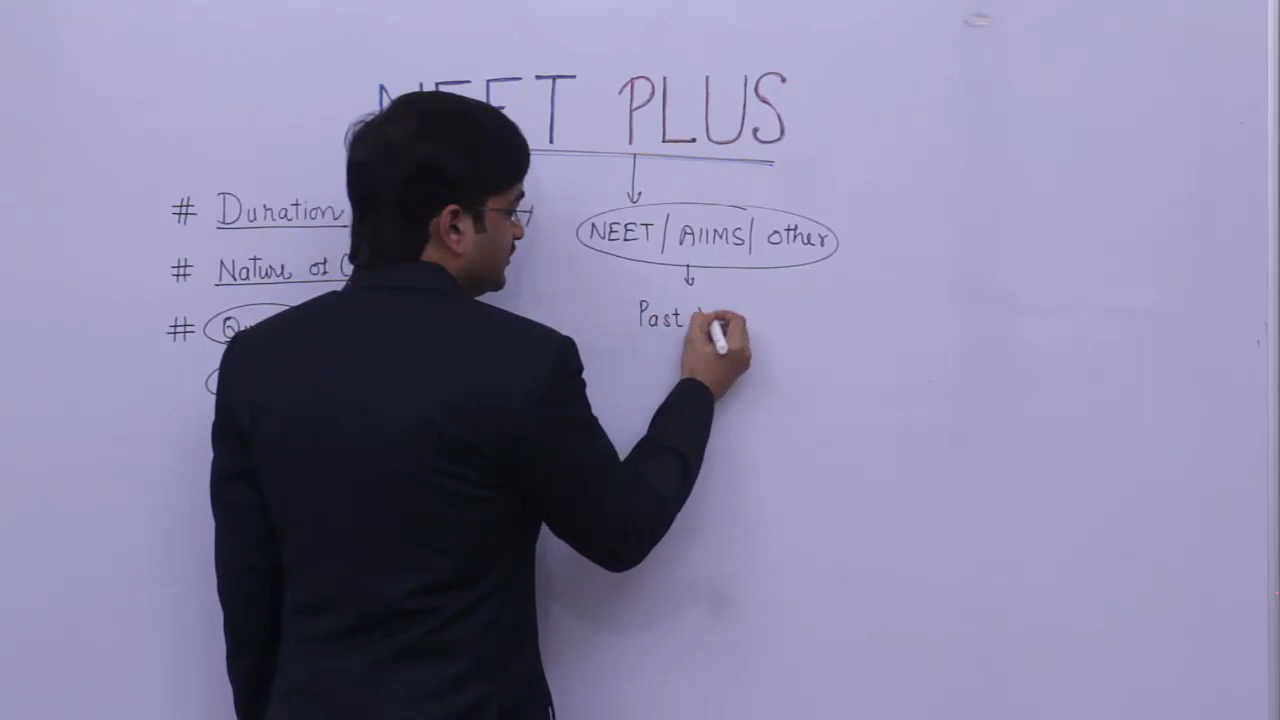 NEET PLUS
# Duration
NEET / AIIMS / Other
# Nature of
Past
#